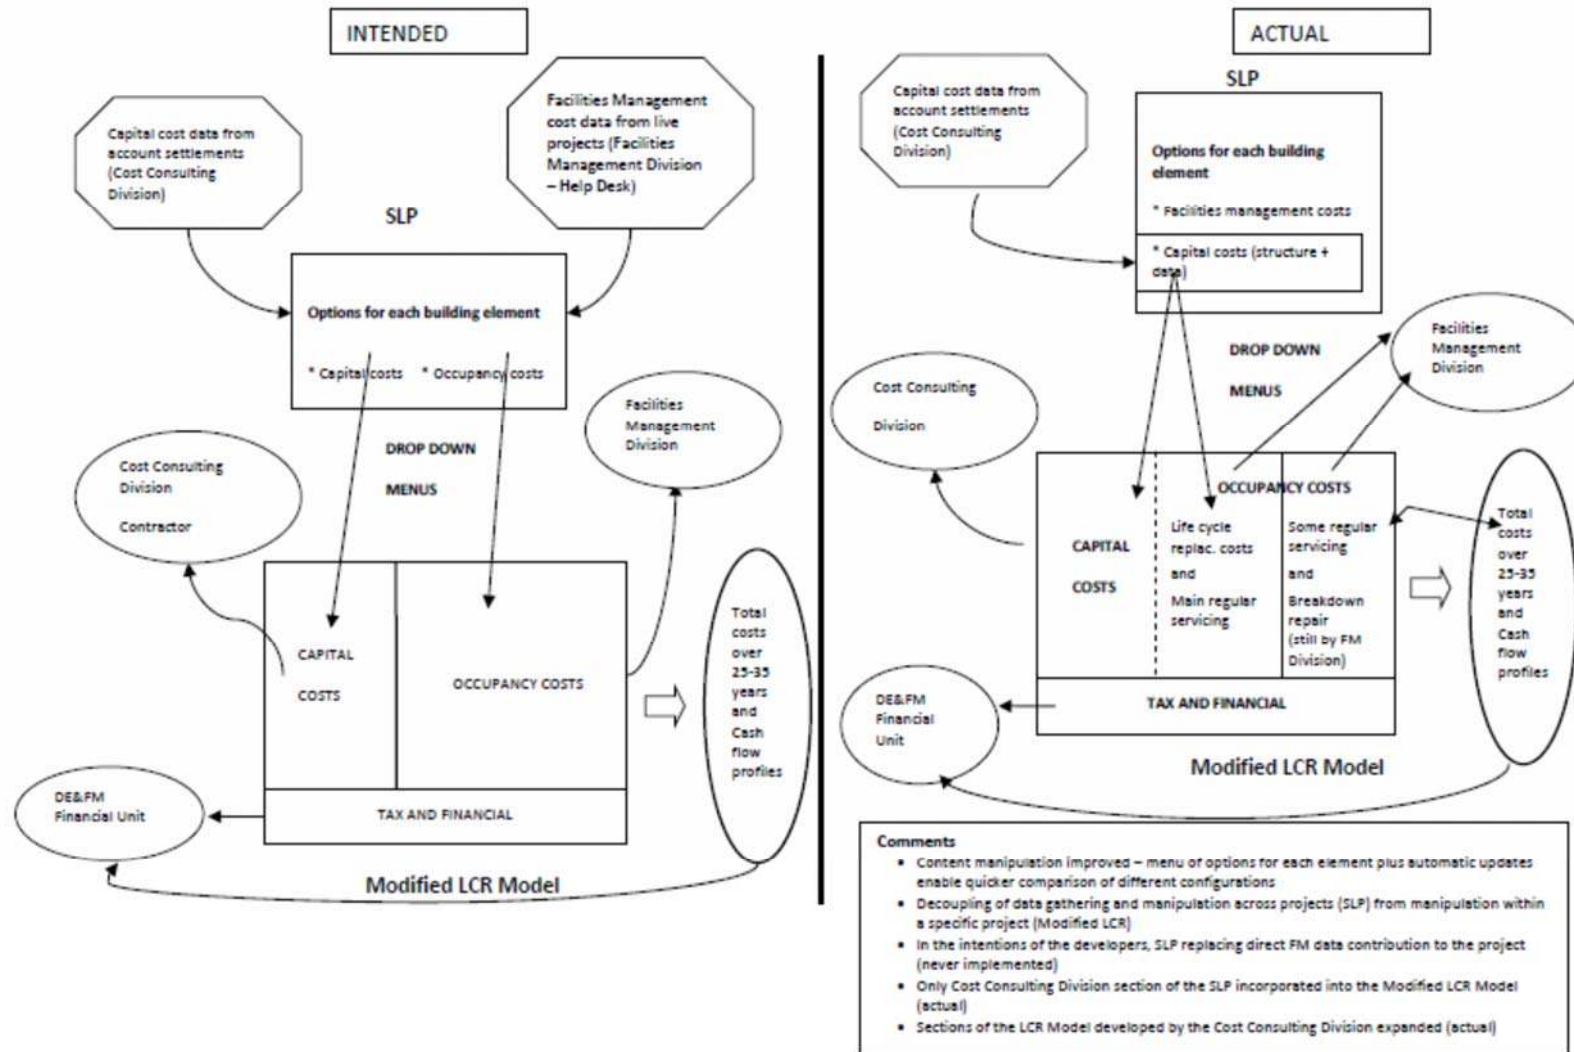 INTENDED
Capital cost data from
account settlements
(Cost Consulting
Division)
Facilities Management
cost data from live
projects (Facilities
Management Division
– Help Desk)
SLP
Options for each building element
* Capital costs * Occupancy costs
DROP DOWN
MENUS
Facilities
Management
Division
Cost Consulting
Division
Contractor
CAPITAL
COSTS
OCCUPANCY COSTS
Total
costs
over
25-35
years
and
Cash
flow
profiles
DE&FM
Financial Unit
TAX AND FINANCIAL
Modified LCR Model
ACTUAL
SLP
Capital cost data from
account settlements
(Cost Consulting
Division)
Options for each building
element
* Facilities management costs
* Capital costs (structure +
data)
DROP DOWN
MENUS
Facilities
Management
Division
Cost Consulting
Division
OCCUPANCY COSTS
CAPITAL
COSTS
Life cycle
replac. costs
and
Main regular
servicing
Some regular
servicing
and
Breakdown
repair
(still by FM
Division)
Total
costs
over
25-35
years
and
Cash
flow
profiles
DE&FM
Financial
Unit
TAX AND FINANCIAL
Modified LCR Model
Comments
• Content manipulation improved – menu of options for each element plus automatic updates
enable quicker comparison of different configurations
• Decoupling of data gathering and manipulation across projects (SLP) from manipulation within
a specific project (Modified LCR)
• In the intentions of the developers, SLP replacing direct FM data contribution to the project
(never implemented)
• Only Cost Consulting Division section of the SLP incorporated into the Modified LCR Model
(actual)
• Sections of the LCR Model developed by the Cost Consulting Division expanded (actual)